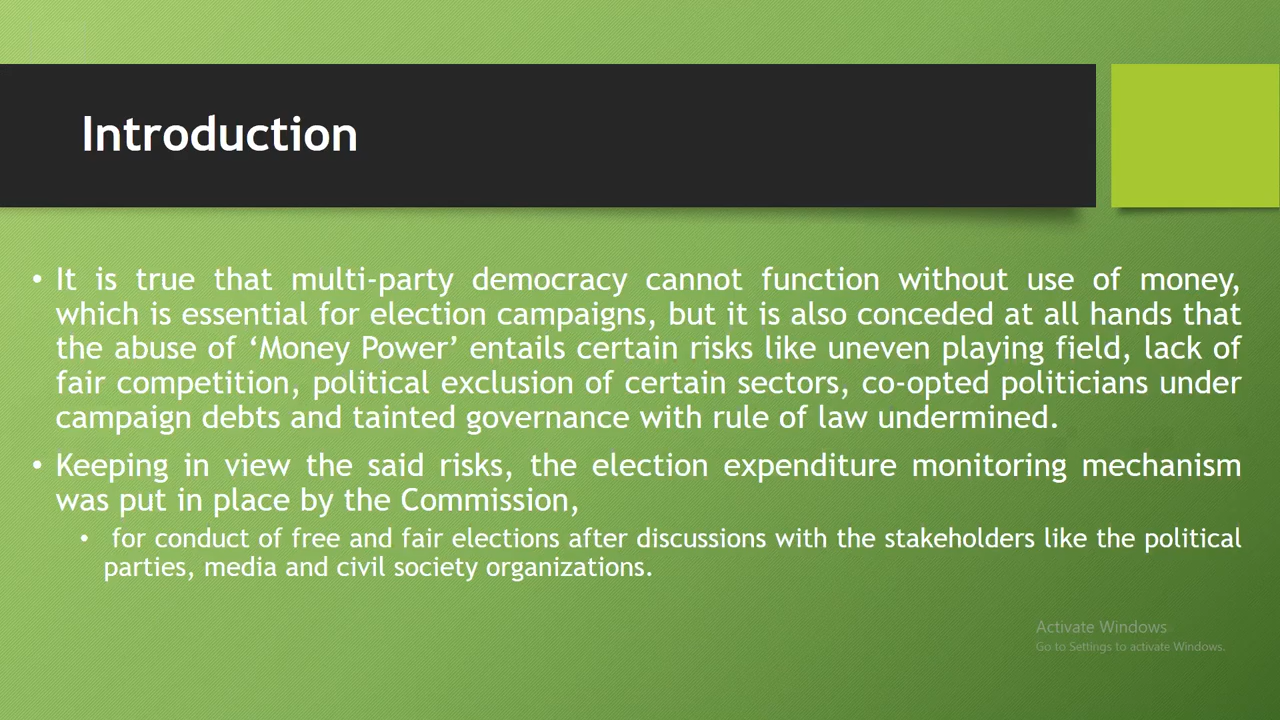 Introduction
• It is true that multi-party democracy cannot function without use of money,
which is essential for election campaigns, but it is also conceded at all hands that
the abuse of ‘Money Power’ entails certain risks like uneven playing field, lack of
fair competition, political exclusion of certain sectors, co-opted politicians under
campaign debts and tainted governance with rule of law undermined.
• Keeping in view the said risks, the election expenditure monitoring mechanism
was put in place by the Commission,
• for conduct of free and fair elections after discussions with the stakeholders like the political
parties, media and civil society organizations.
Activate Windows
Go to Settings to activate Windows.